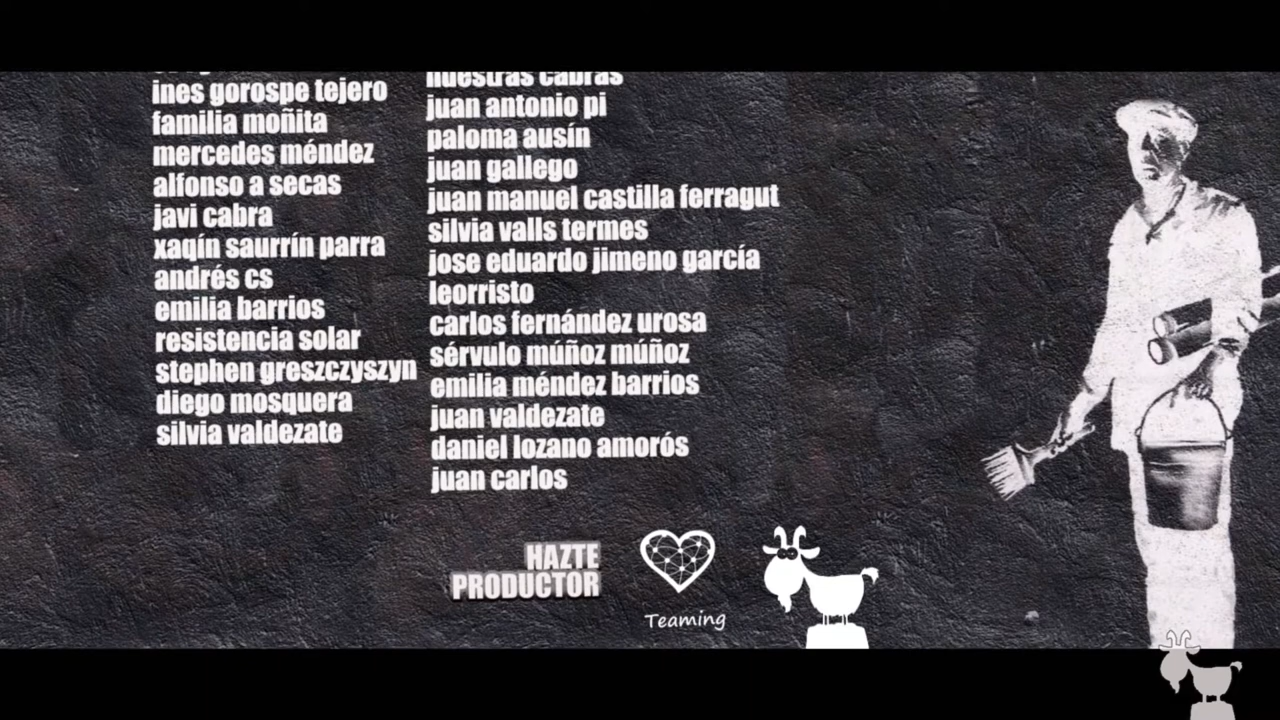 ines gorospe tejero
familia moñita
mercedes méndez
alfonso a secas
javi cabra
xaqín saurrín parra
andrés cs
emilia barrios
resistencia solar
stephen greszczyszyn
diego mosquera
silvia valdezate
nuestras cabras
juan antonio pi
paloma ausín
juan gallego
juan manuel castilla ferragut
silvia valls termes
jose eduardo jimeno garcía
leorristo
carlos fernández urosa
sérvulo múñoz múñoz
emilia méndez barrios
juan valdezate
daniel lozano amorós
juan carlos
HAZTE
PRODUCTOR
Teaming